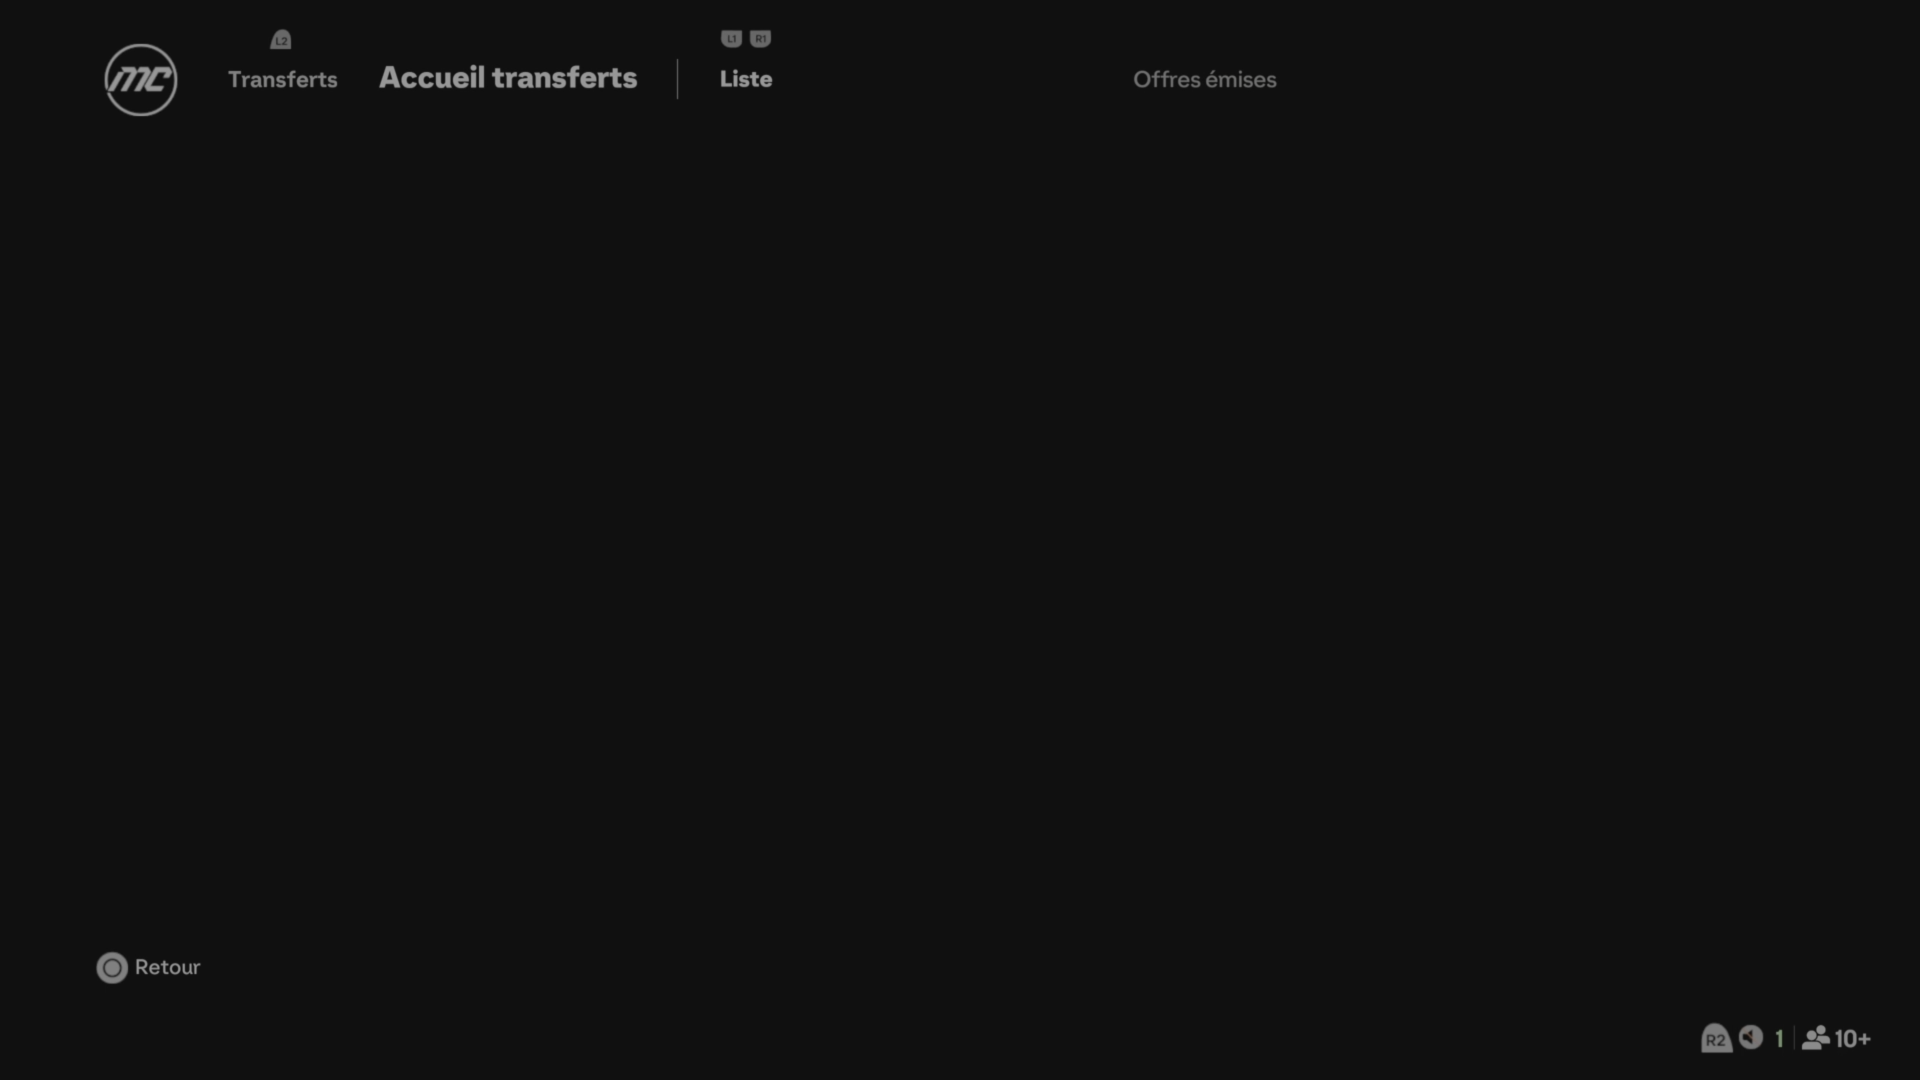 L2
L1 R1
MC
Transferts
Accueil transferts
Liste
Offres émises
Retour
R2 1 10+